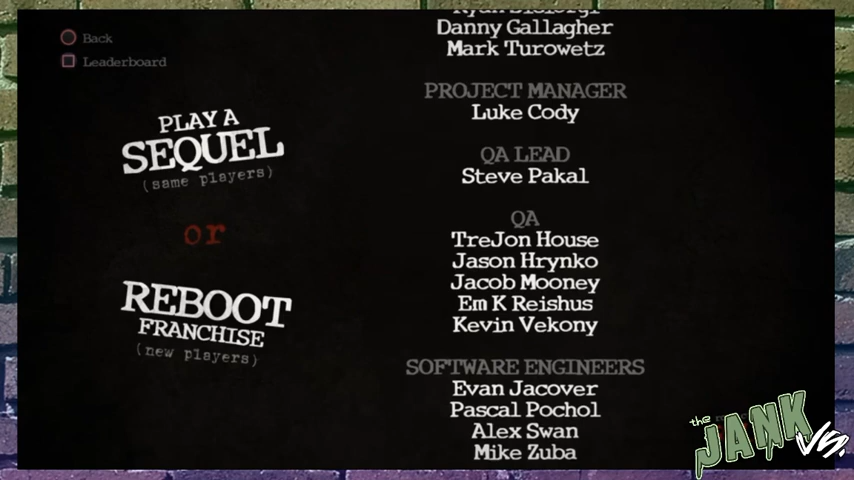 Back
Leaderboard
PLAY A
SEQUEL
(same players)
or
REBOOT
FRANCHISE
(new players)
Danny Gallagher
Mark Turowetz
PROJECT MANAGER
Luke Cody
QA LEAD
Steve Pakal
QA
TreJon House
Jason Hrynko
Jacob Mooney
Em K Reishus
Kevin Vekony
SOFTWARE ENGINEERS
Evan Jacover
Pascal Pochol
Alex Swan
Mike Zuba
the
JANK
VS.